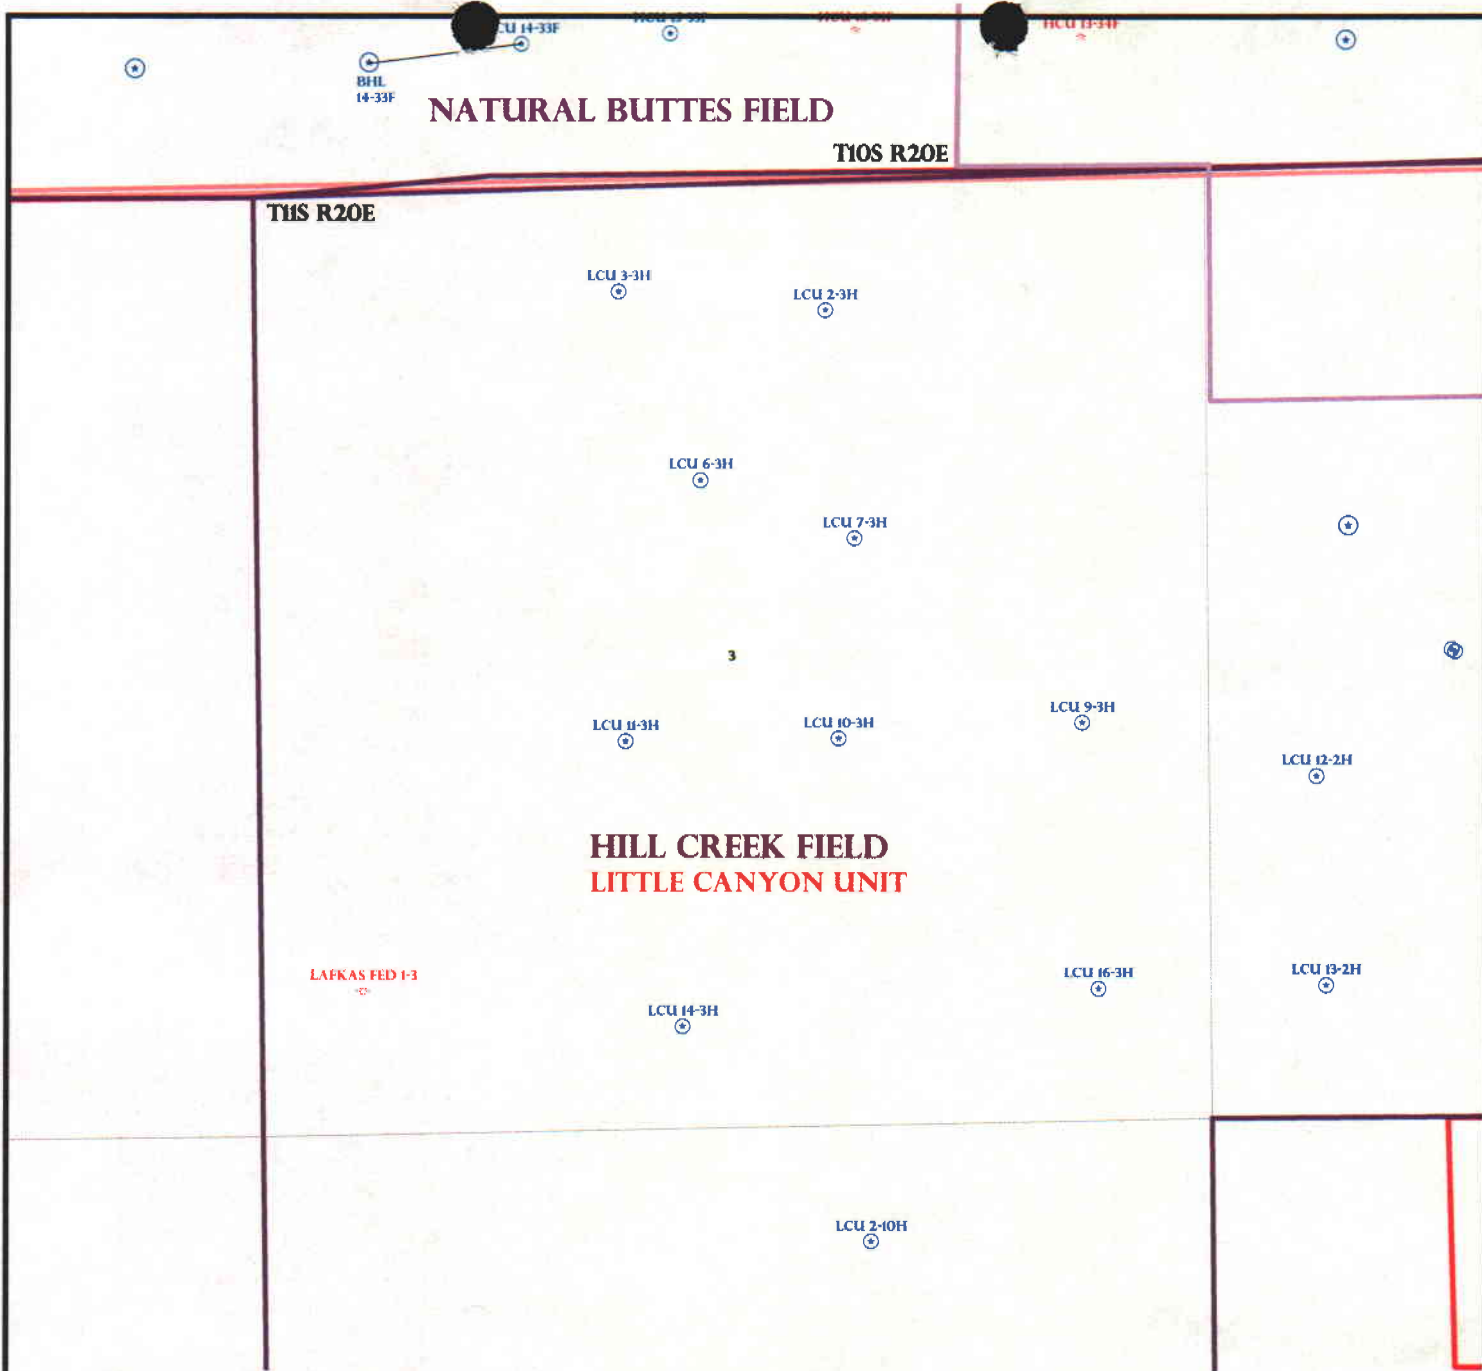 CU 14-33F
HCU 13-34F
BHL
14-33F
NATURAL BUTTES FIELD
T10S R20E
T11S R20E
LCU 3-3H
LCU 2-3H
LCU 6-3H
LCU 7-3H
3
LCU 9-3H
LCU 11-3H
LCU 10-3H
LCU 12-2H
HILL CREEK FIELD
LITTLE CANYON UNIT
LAFKAS FED 1-3
LCU 16-3H
LCU 13-2H
LCU 14-3H
LCU 2-10H